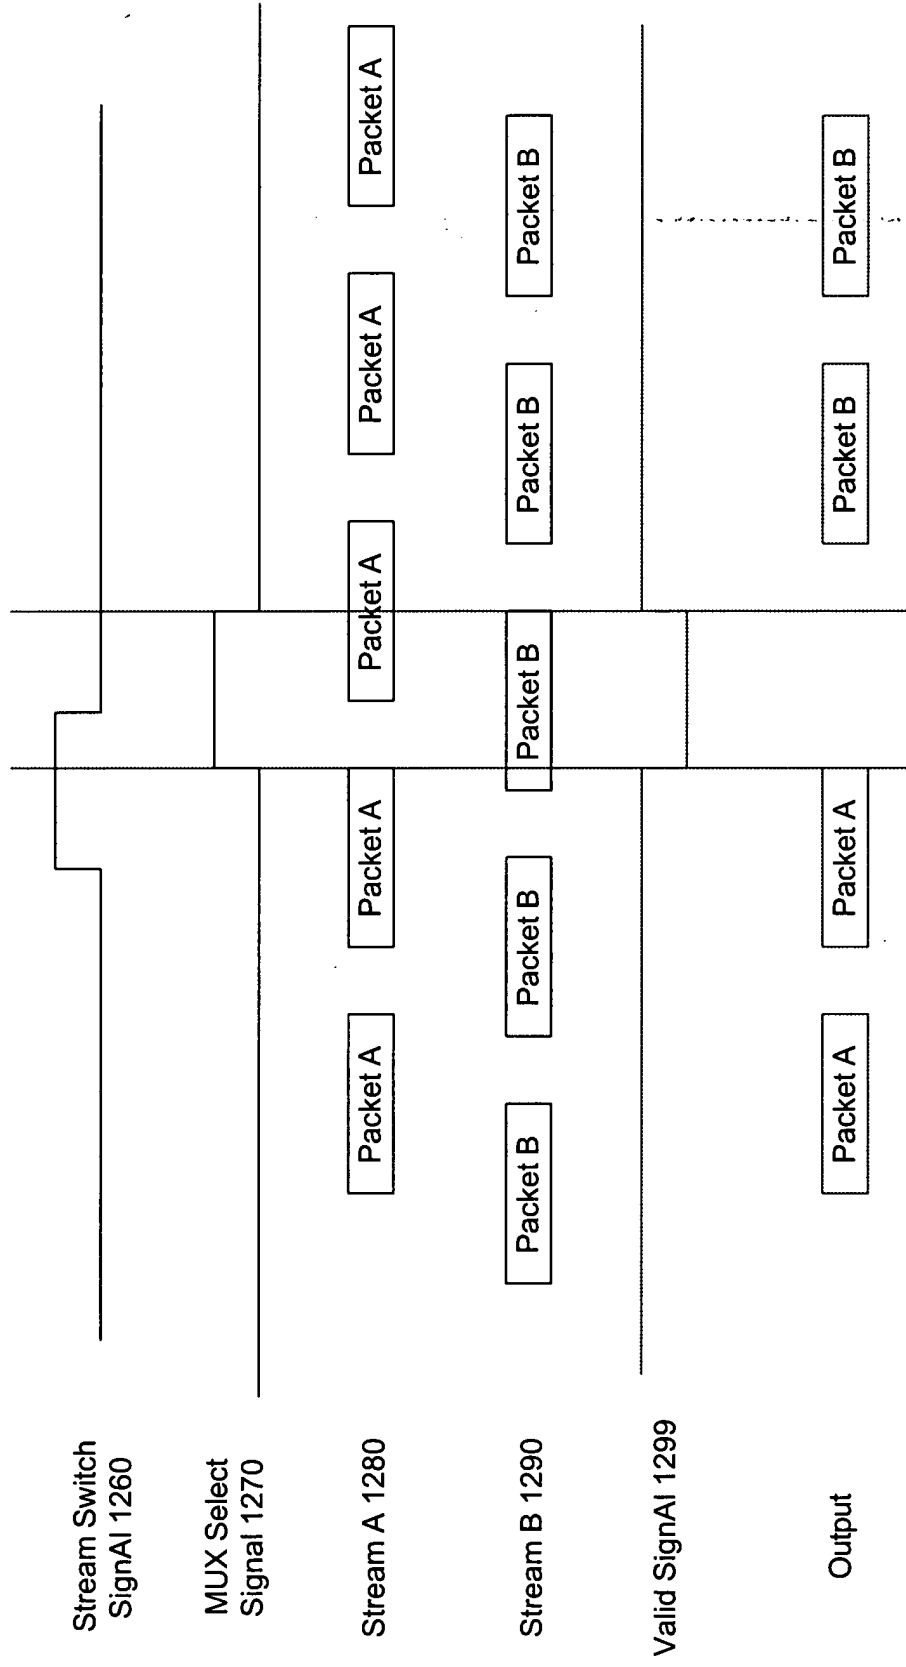 Stream Switch
SignAl 1260
MUX Select
Signal 1270
Stream A 1280
Packet A
Packet A
Packet A
Packet A
Packet A
Stream B 1290
Packet B
Packet B
Packet B
Packet B
Packet B
Valid SignAl 1299
Output
Packet A
Packet A
Packet B
Packet B